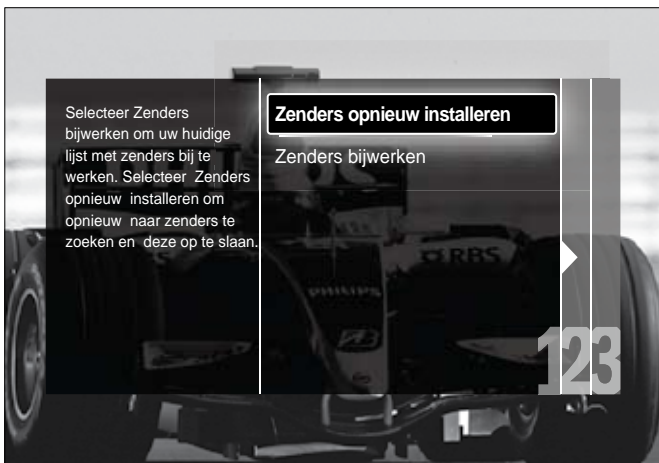 Selecteer Zenders
bijwerken om uw huidige
lijst met zenders bij te
werken. Selecteer Zenders
opnieuw installeren om
opnieuw naar zenders te
zoeken en deze op te slaan.
Zenders opnieuw installeren
Zenders bijwerken
RBS
PHILIPS
123